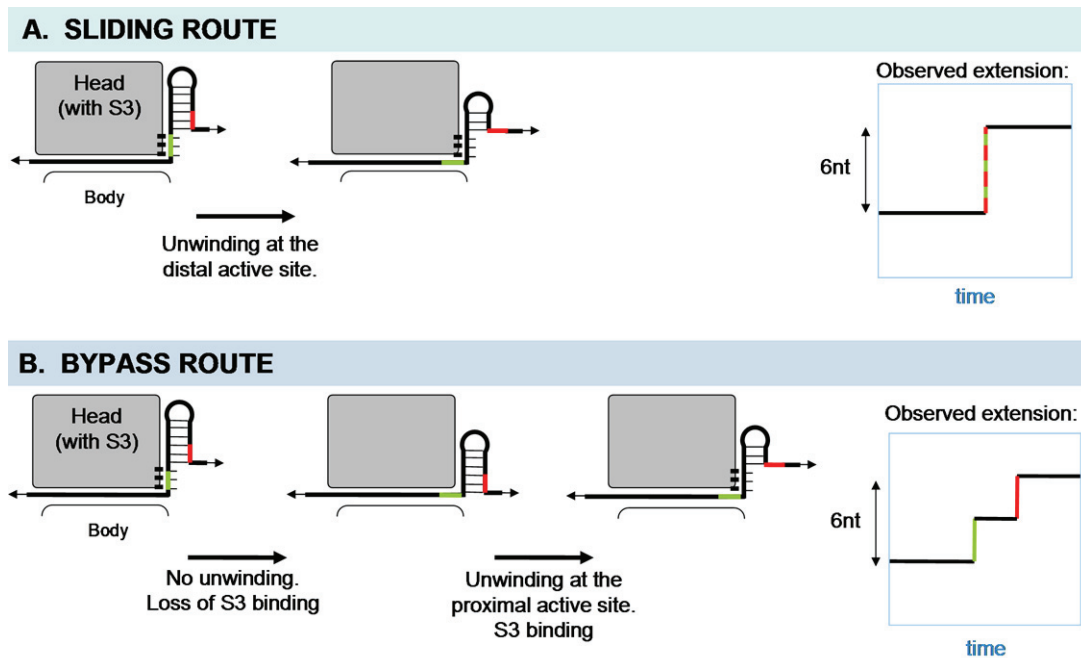 A. SLIDING ROUTE
Head
(with S3)
Body
Unwinding at the
distal active site.
Observed extension:
6nt
time
B. BYPASS ROUTE
Head
(with S3)
Body
No unwinding.
Loss of S3 binding
Unwinding at the
proximal active site.
S3 binding
Observed extension:
6nt
time